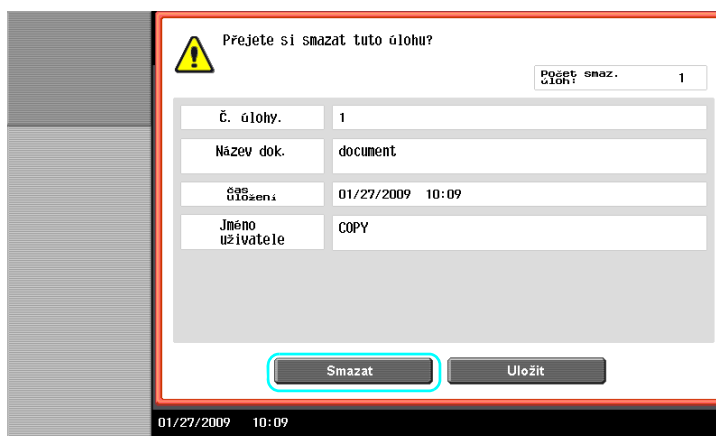 Přejete si smazat tuto úlohu?
Počet smaz.
úloh:
1
Č. úlohy.
1
Název dok.
document
čas
uložení
01/27/2009 10:09
Jméno
uživatele
COPY
Smazat
Uložit
01/27/2009 10:09